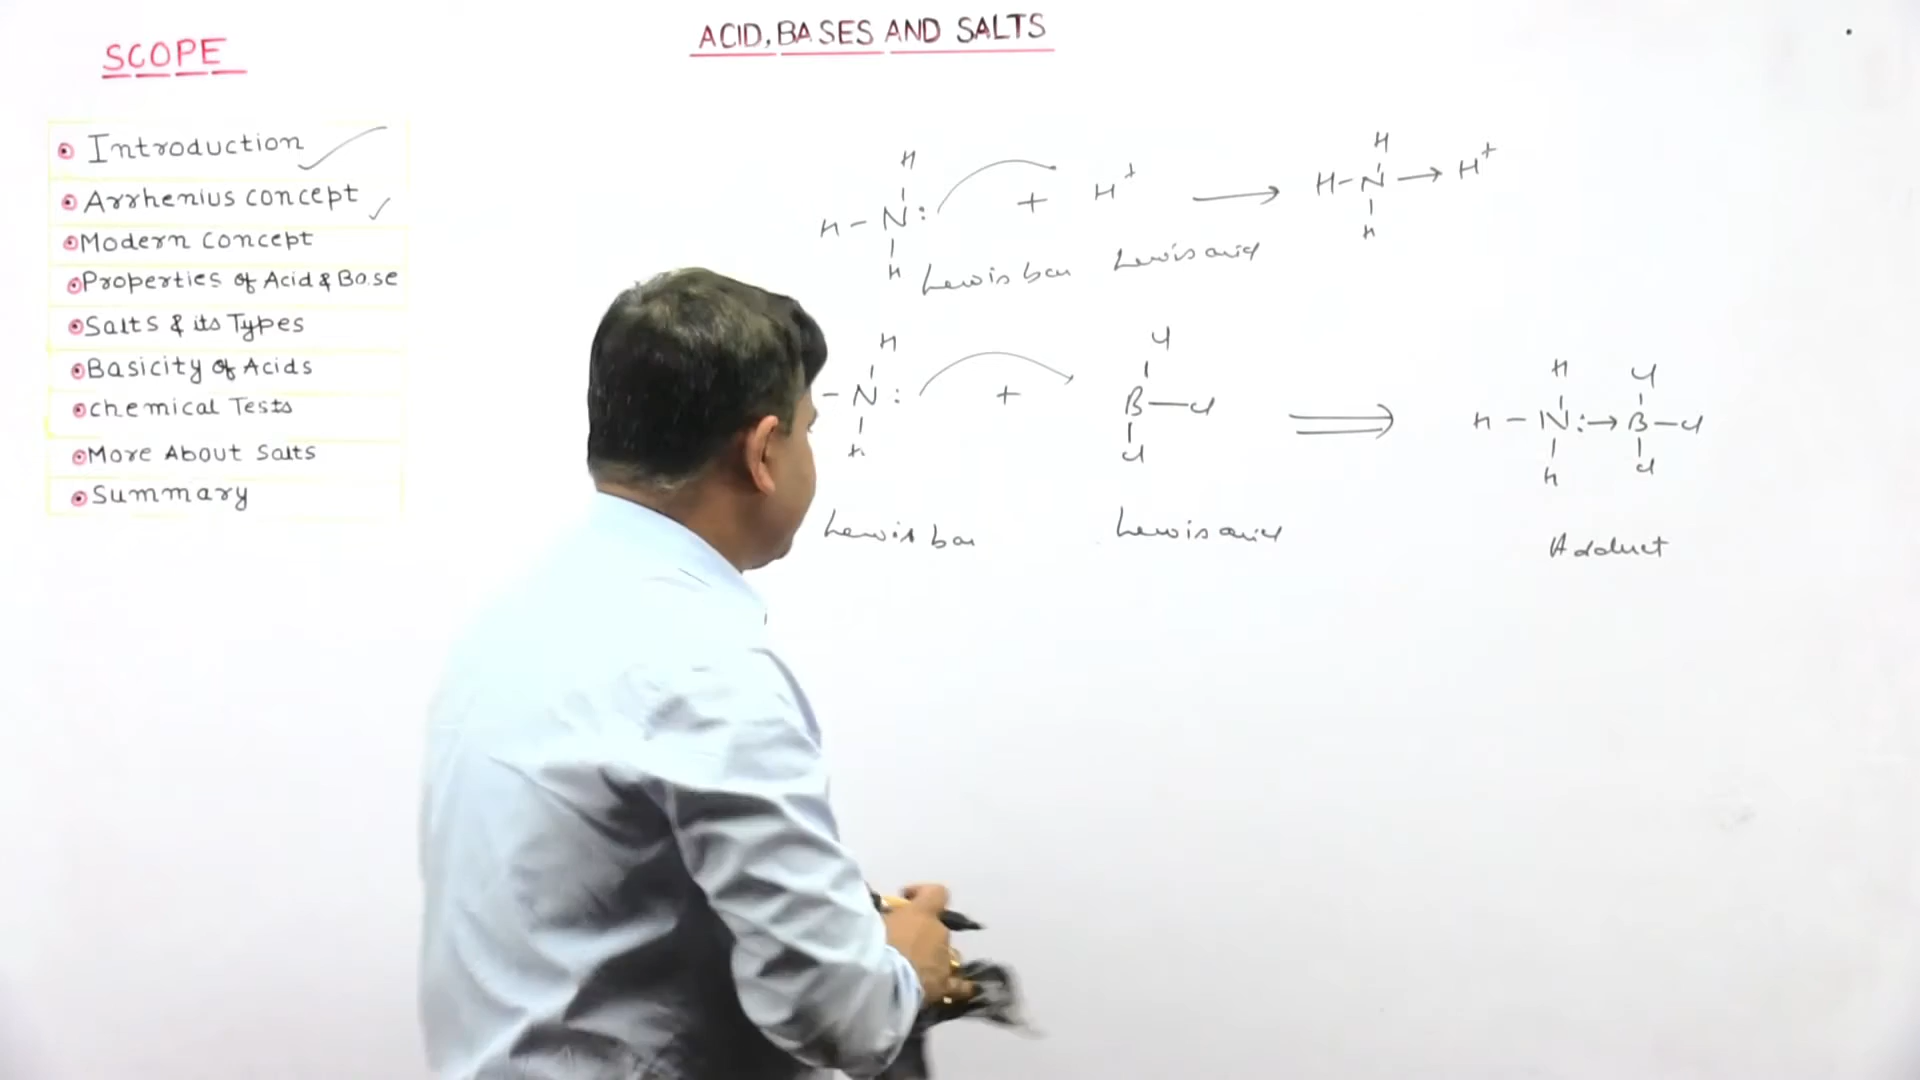 SCOPE
ACID, BASES AND SALTS
Introduction
Arrhenius concept
Modern concept
Properties of Acid & Base
Salts & its Types
Basicity of Acids
chemical Tests
More About Salts
Summary
H H
H - N : + H+ ⟶ H - N → H+
H H
Lewis base Lewis acid
H Cl H Cl
- N : + B - Cl ⟹ H - N : → B - Cl
H Cl H Cl
Lewis base Lewis acid Adduct